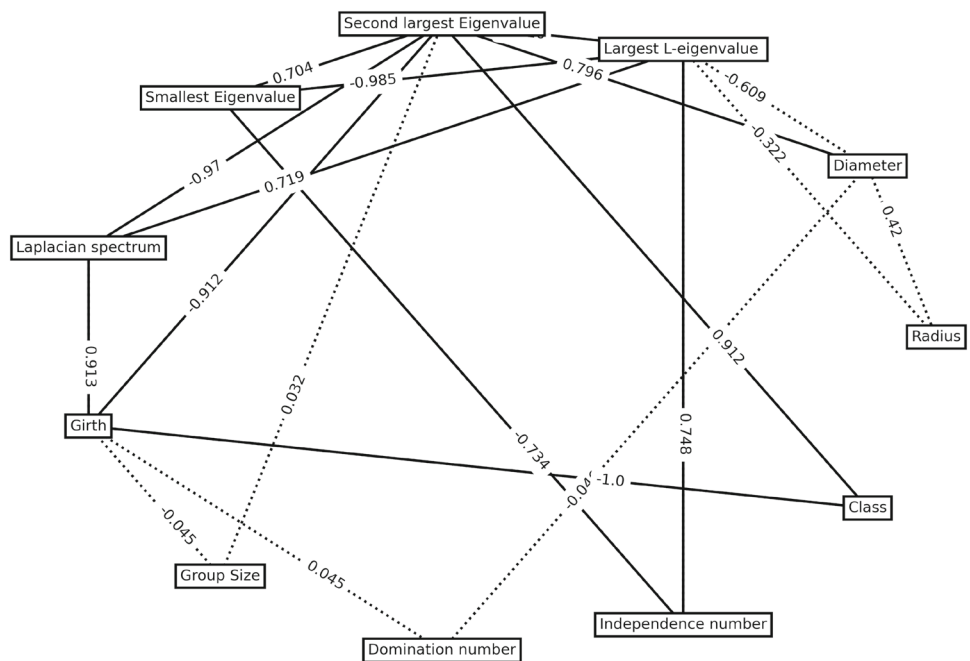 Second largest Eigenvalue
Largest L-eigenvalue
0.704
0.796
-0.985
-0.609
Smallest Eigenvalue
-0.322
Diameter
-0.97
0.719
0.42
Laplacian spectrum
-0.912
Radius
0.912
0.913
0.032
Girth
0.748
-0.734
-1.0
Class
-0.045
0.045
Group Size
Independence number
Domination number